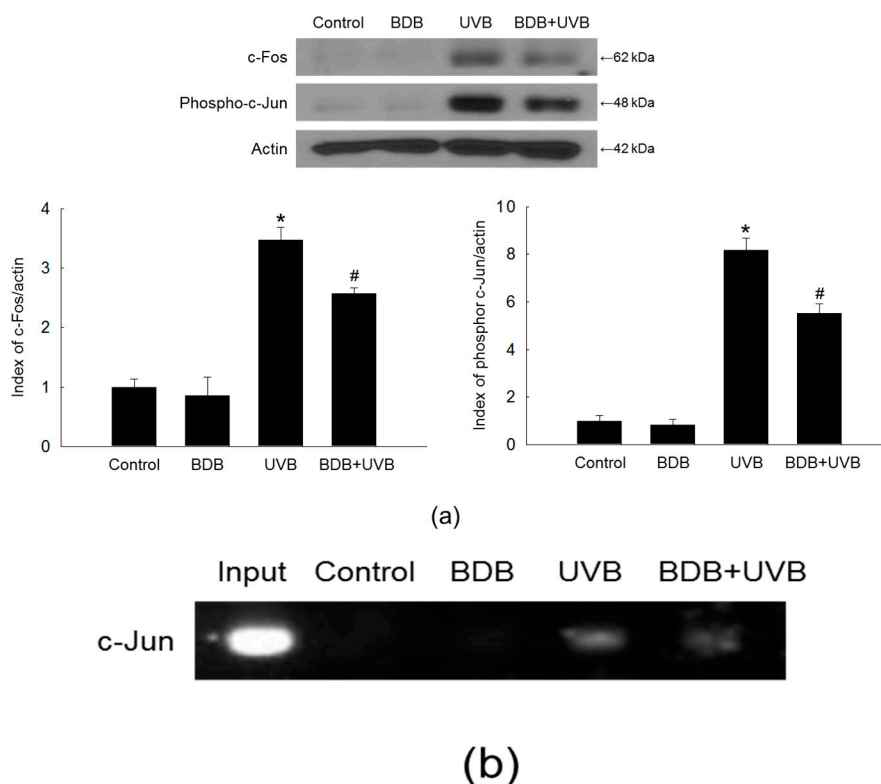 Control BDB UVB BDB+UVB
c-Fos ←62 kDa
Phospho-c-Jun ←48 kDa
Actin ←42 kDa
Index of c-Fos/actin
4
3
2
1
0
*
#
Control BDB UVB BDB+UVB
Index of phosphor c-Jun/actin
10
8
6
4
2
0
*
#
Control BDB UVB BDB+UVB
(a)
Input Control BDB UVB BDB+UVB
c-Jun
(b)